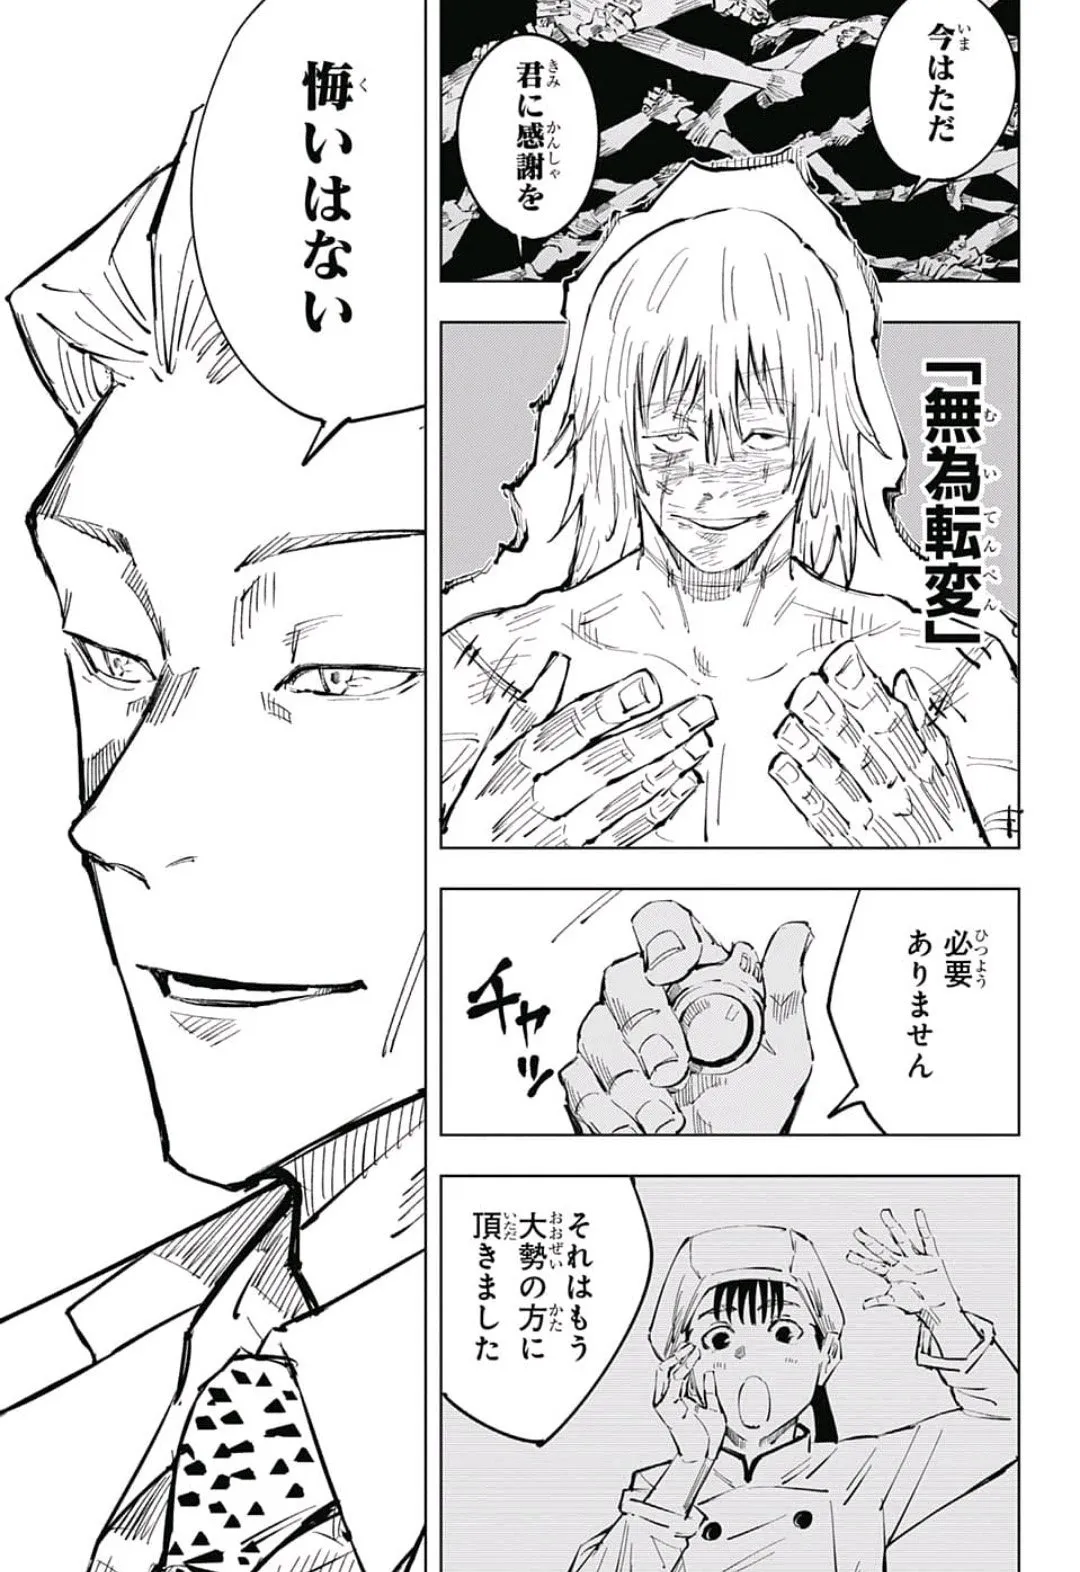 今はただ
君に感謝を
「無為転変」
必要
ありません
チャッ
それはもう
大勢の方に
頂きました
悔いはない